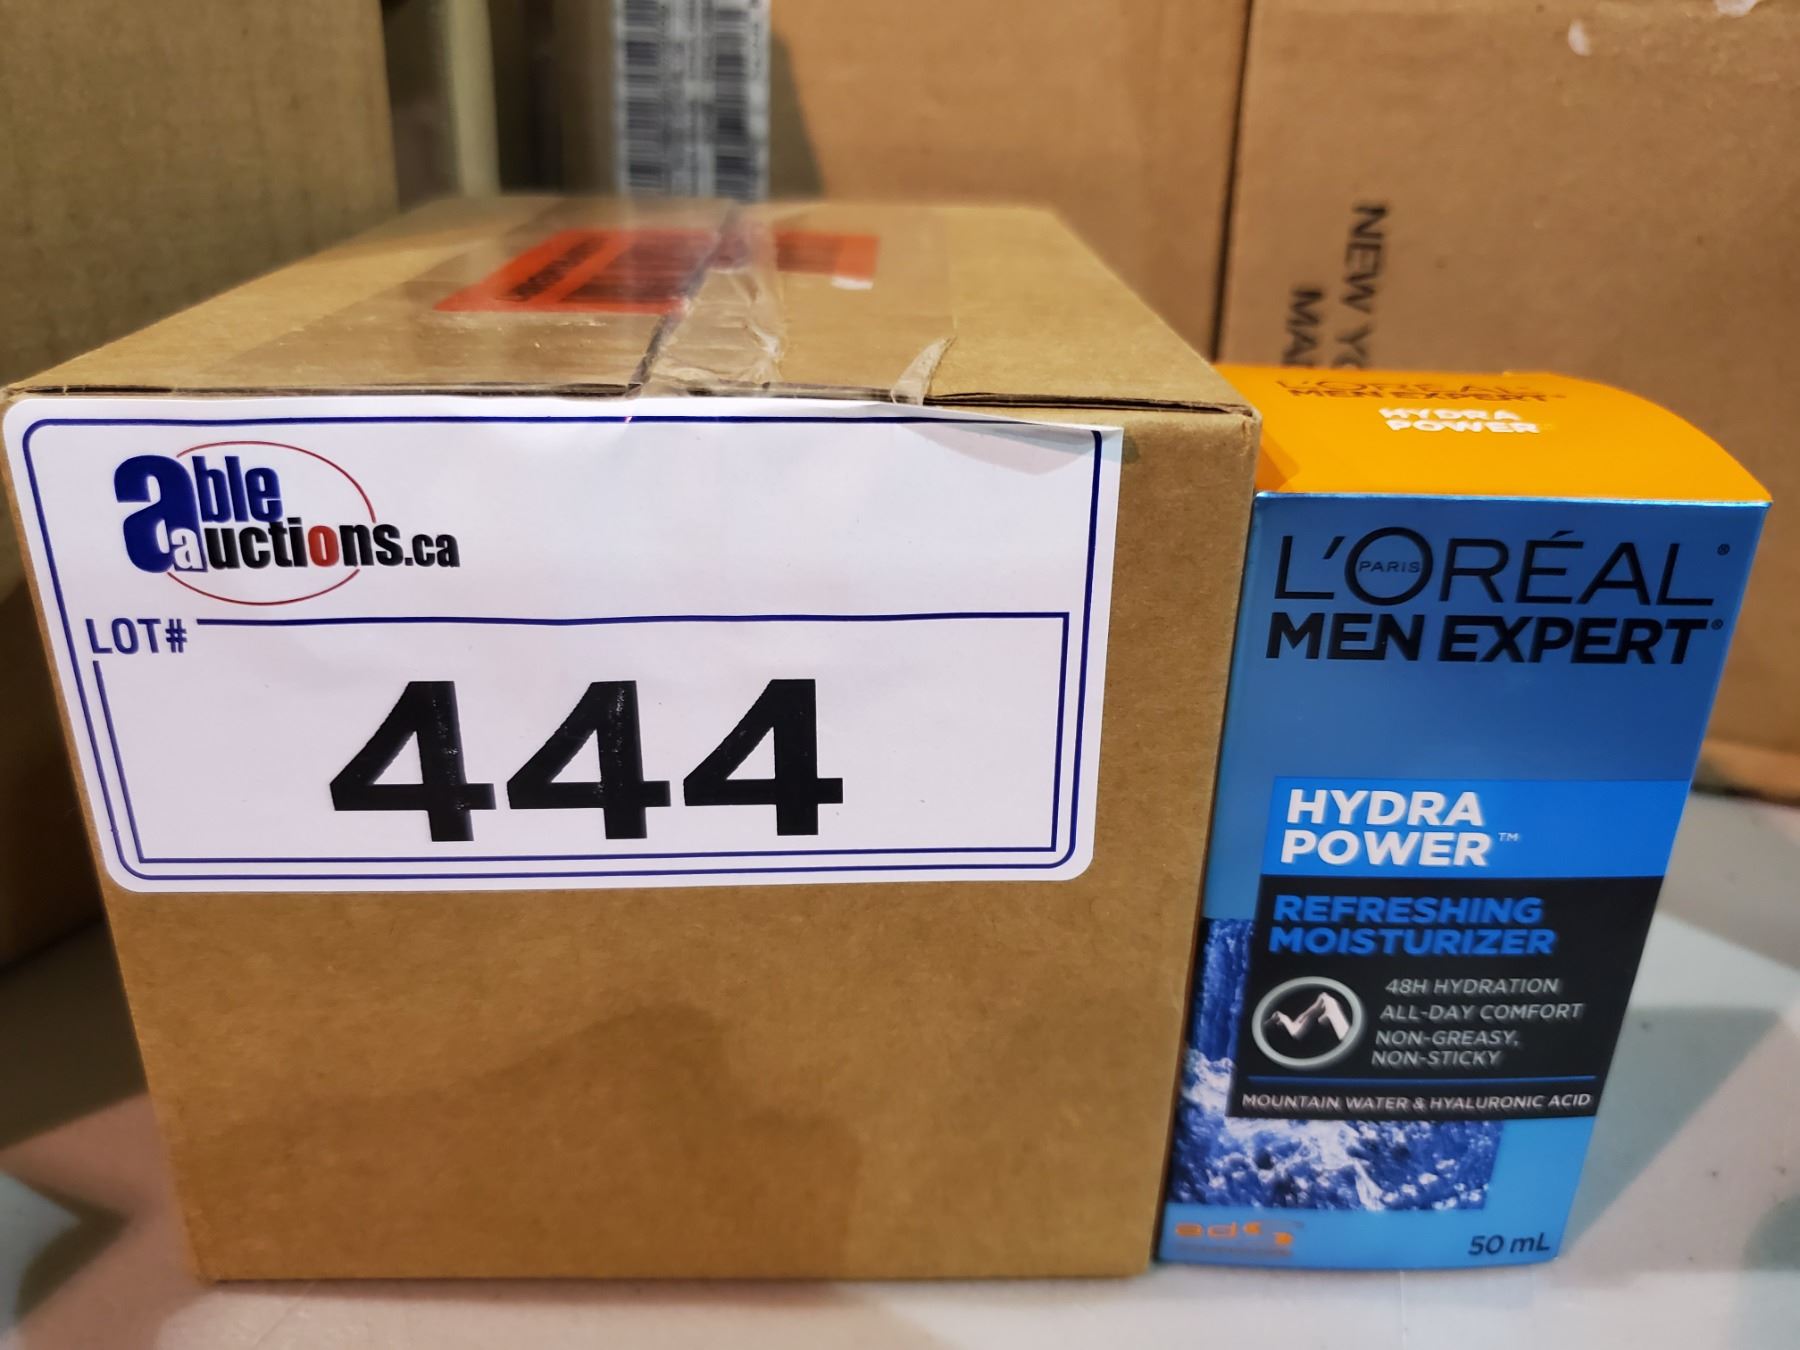 able
auctions.ca
LOT#
444
NEW YO
MA
L'ORÉAL
MEN EXPERT®
HYDRA
POWER
L'ORÉAL®
PARIS
MEN EXPERT®
HYDRA
POWER™
REFRESHING
MOISTURIZER
48H HYDRATION
ALL-DAY COMFORT
NON-GREASY,
NON-STICKY
MOUNTAIN WATER & HYALURONIC ACID
50 mL